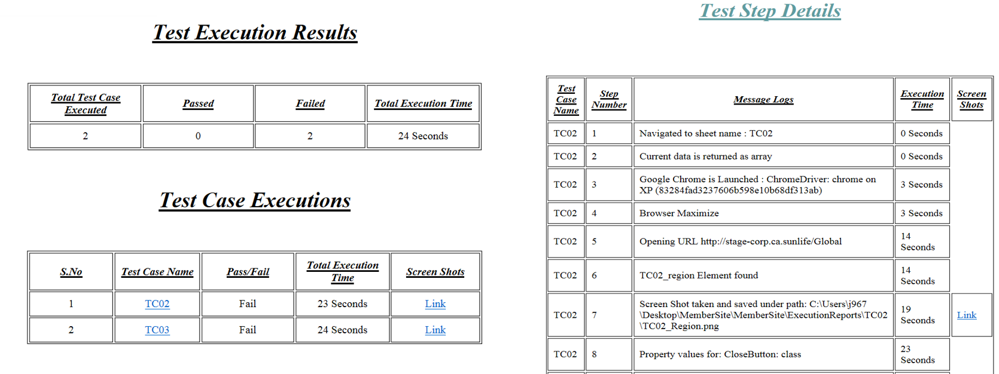 Test Execution Results
Total Test Case
Executed
Passed
Failed
Total Execution Time
2
0
2
24 Seconds
Test Case Executions
S.No
Test Case Name
Pass/Fail
Total Execution
Time
Screen Shots
1
TC02
Fail
23 Seconds
Link
2
TC03
Fail
24 Seconds
Link
Test Step Details
Test
Case
Name
Step
Number
Message Logs
Execution
Time
Screen
Shots
TC02
1
Navigated to sheet name : TC02
0 Seconds
TC02
2
Current data is returned as array
0 Seconds
TC02
3
Google Chrome is Launched : ChromeDriver: chrome on
XP (83284fad3237606b598e10b68df313ab)
3 Seconds
TC02
4
Browser Maximize
3 Seconds
TC02
5
Opening URL http://stage-corp.ca.sunlife/Global
14
Seconds
TC02
6
TC02_region Element found
14
Seconds
TC02
7
Screen Shot taken and saved under path: C:\Users\j967
\Desktop\MemberSite\MemberSite\ExecutionReports\TC02
\TC02_Region.png
19
Seconds
Link
TC02
8
Property values for: CloseButton: class
23
Seconds